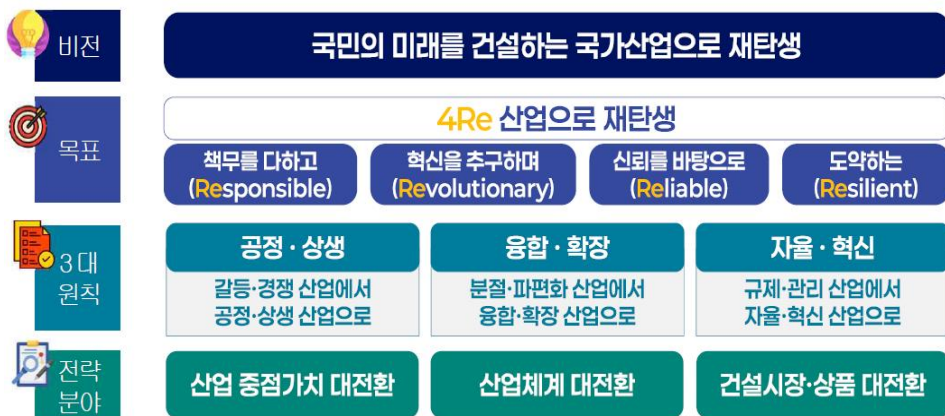 비전
국민의 미래를 건설하는 국가산업으로 재탄생
목표
4Re 산업으로 재탄생
책무를 다하고
(Responsible)
혁신을 추구하며
(Revolutionary)
신뢰를 바탕으로
(Reliable)
도약하는
(Resilient)
3대
원칙
공정·상생
갈등·경쟁 산업에서
공정·상생 산업으로
융합·확장
분절·파편화 산업에서
융합·확장 산업으로
자율·혁신
규제·관리 산업에서
자율·혁신 산업으로
전략
분야
산업 중점가치 대전환
산업체계 대전환
건설시장·상품 대전환